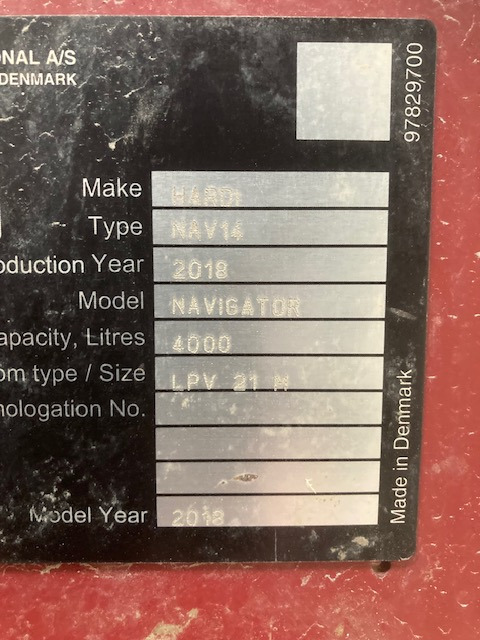 ONAL A/S
DENMARK
97829700
Make HARDI
Type NAV14
oduction Year 2018
Model NAVIGATOR
apacity, Litres 4000
om type / Size LPV 21 M
nologation No.
Model Year 2018
Made in Denmark